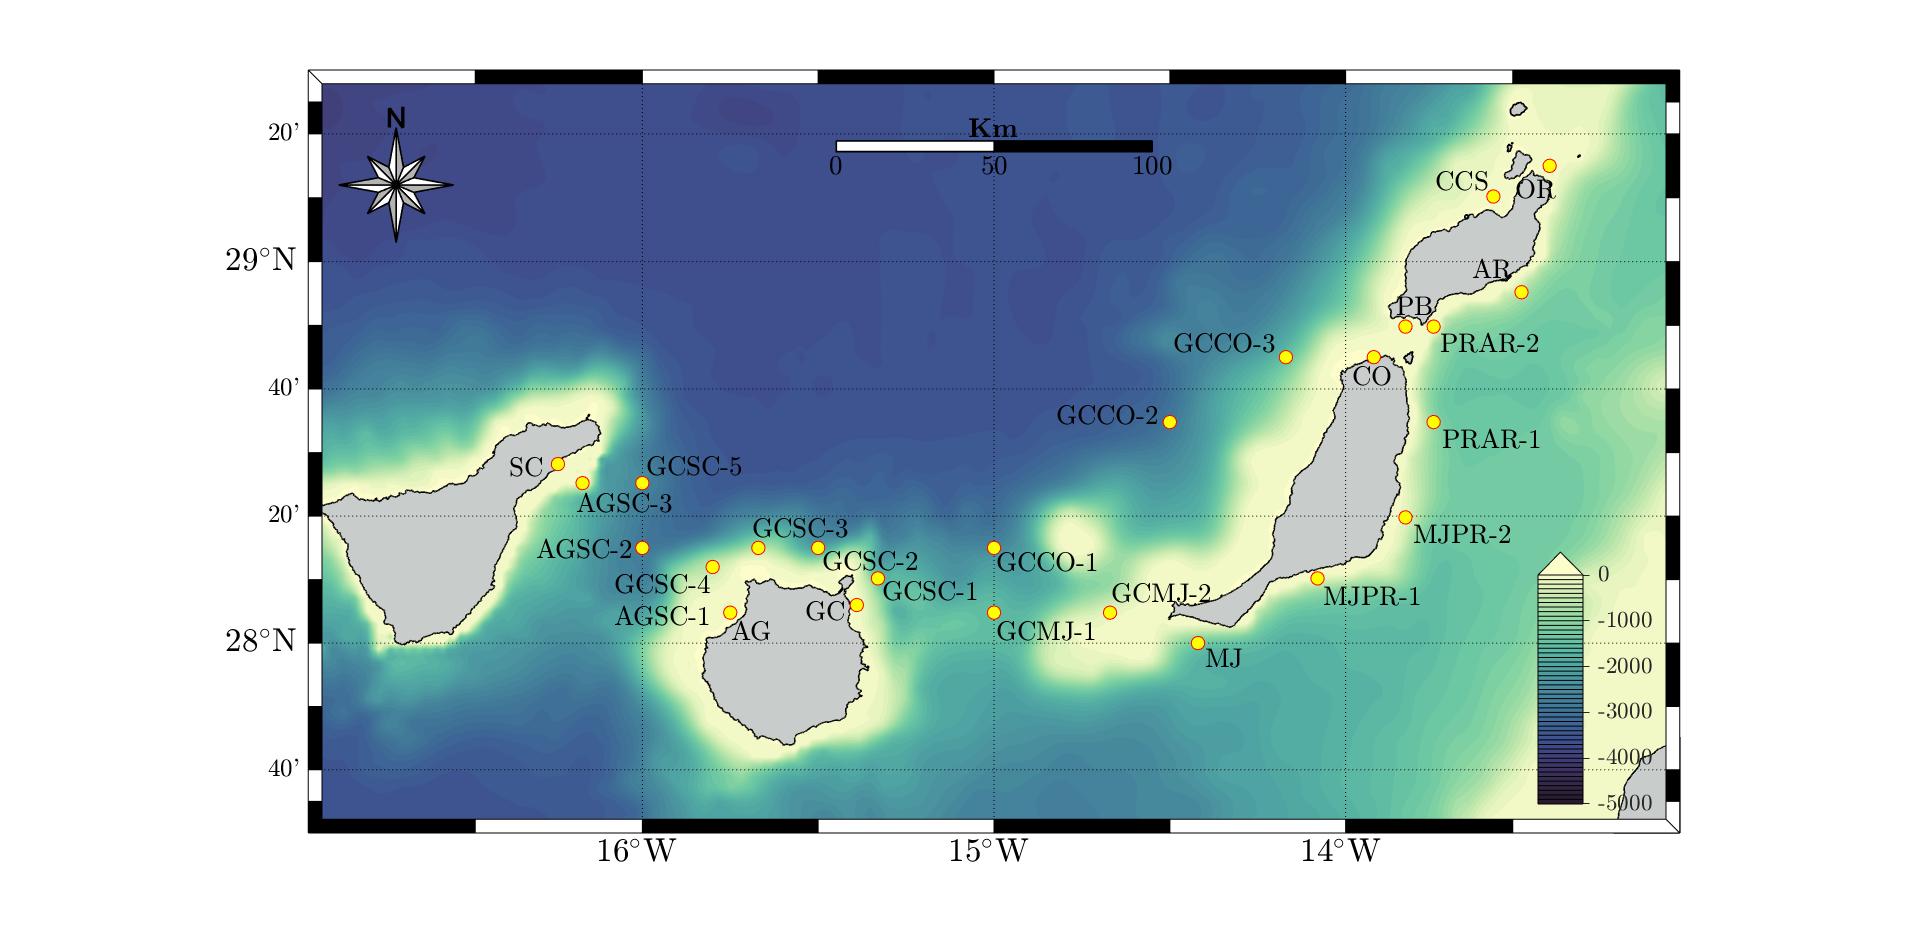 N
Km
0 50 100
20'
29°N
40'
20'
28°N
40'
CCS
OR
AR
PB
PRAR-2
GCCO-3
CO
GCCO-2
PRAR-1
SC
GCSC-5
AGSC-3
GCSC-3
MJPR-2
AGSC-2
GCSC-2
GCCO-1
GCSC-4
GCSC-1
GCMJ-2
MJPR-1
AGSC-1
GC
AG
GCMJ-1
MJ
0
-1000
-2000
-3000
-4000
-5000
16°W
15°W
14°W